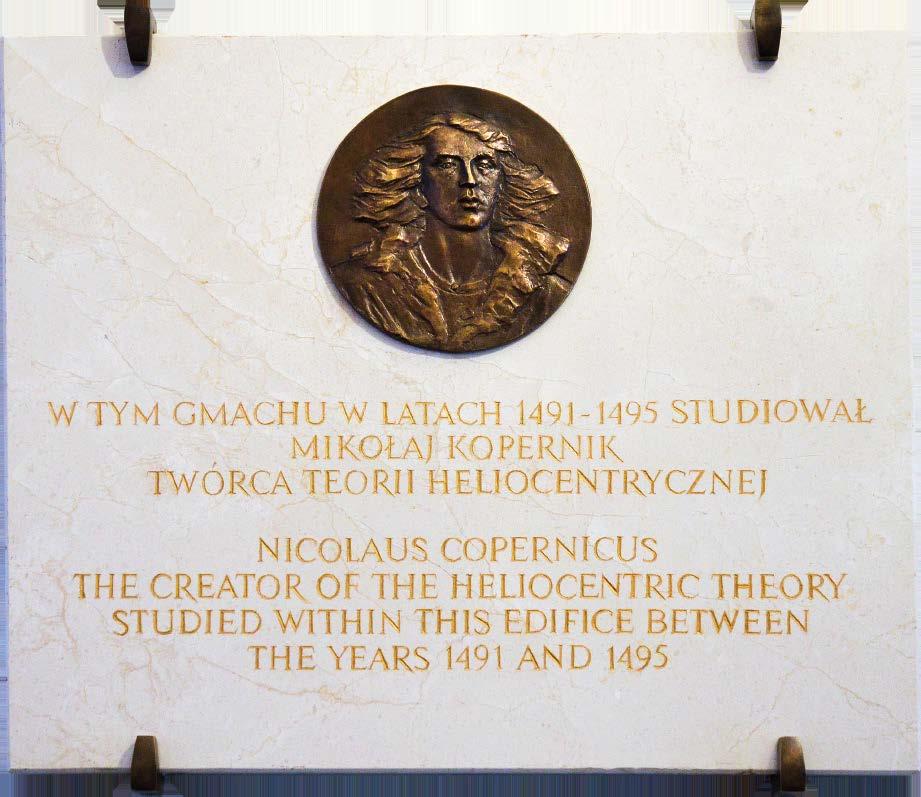 W TYM GMACHU W LATACH 1491-1495 STUDIOWAŁ
MIKOŁAJ KOPERNIK
TWÓRCA TEORII HELIOCENTRYCZNEJ
NICOLAUS COPERNICUS
THE CREATOR OF THE HELIOCENTRIC THEORY
STUDIED WITHIN THIS EDIFICE BETWEEN
THE YEARS 1491 AND 1495